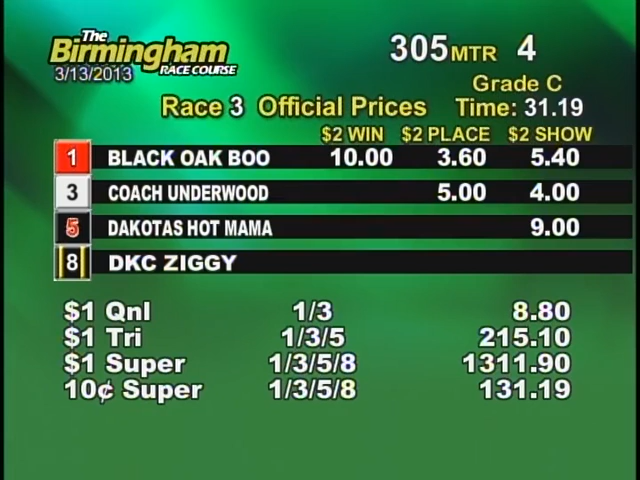 The
Birmingham
RACE COURSE
3/13/2013
305 MTR 4
Grade C
Race 3 Official Prices Time: 31.19
$2 WIN $2 PLACE $2 SHOW
1 BLACK OAK BOO 10.00 3.60 5.40
3 COACH UNDERWOOD 5.00 4.00
5 DAKOTAS HOT MAMA 9.00
8 DKC ZIGGY
$1 Qnl 1/3 8.80
$1 Tri 1/3/5 215.10
$1 Super 1/3/5/8 1311.90
10¢ Super 1/3/5/8 131.19